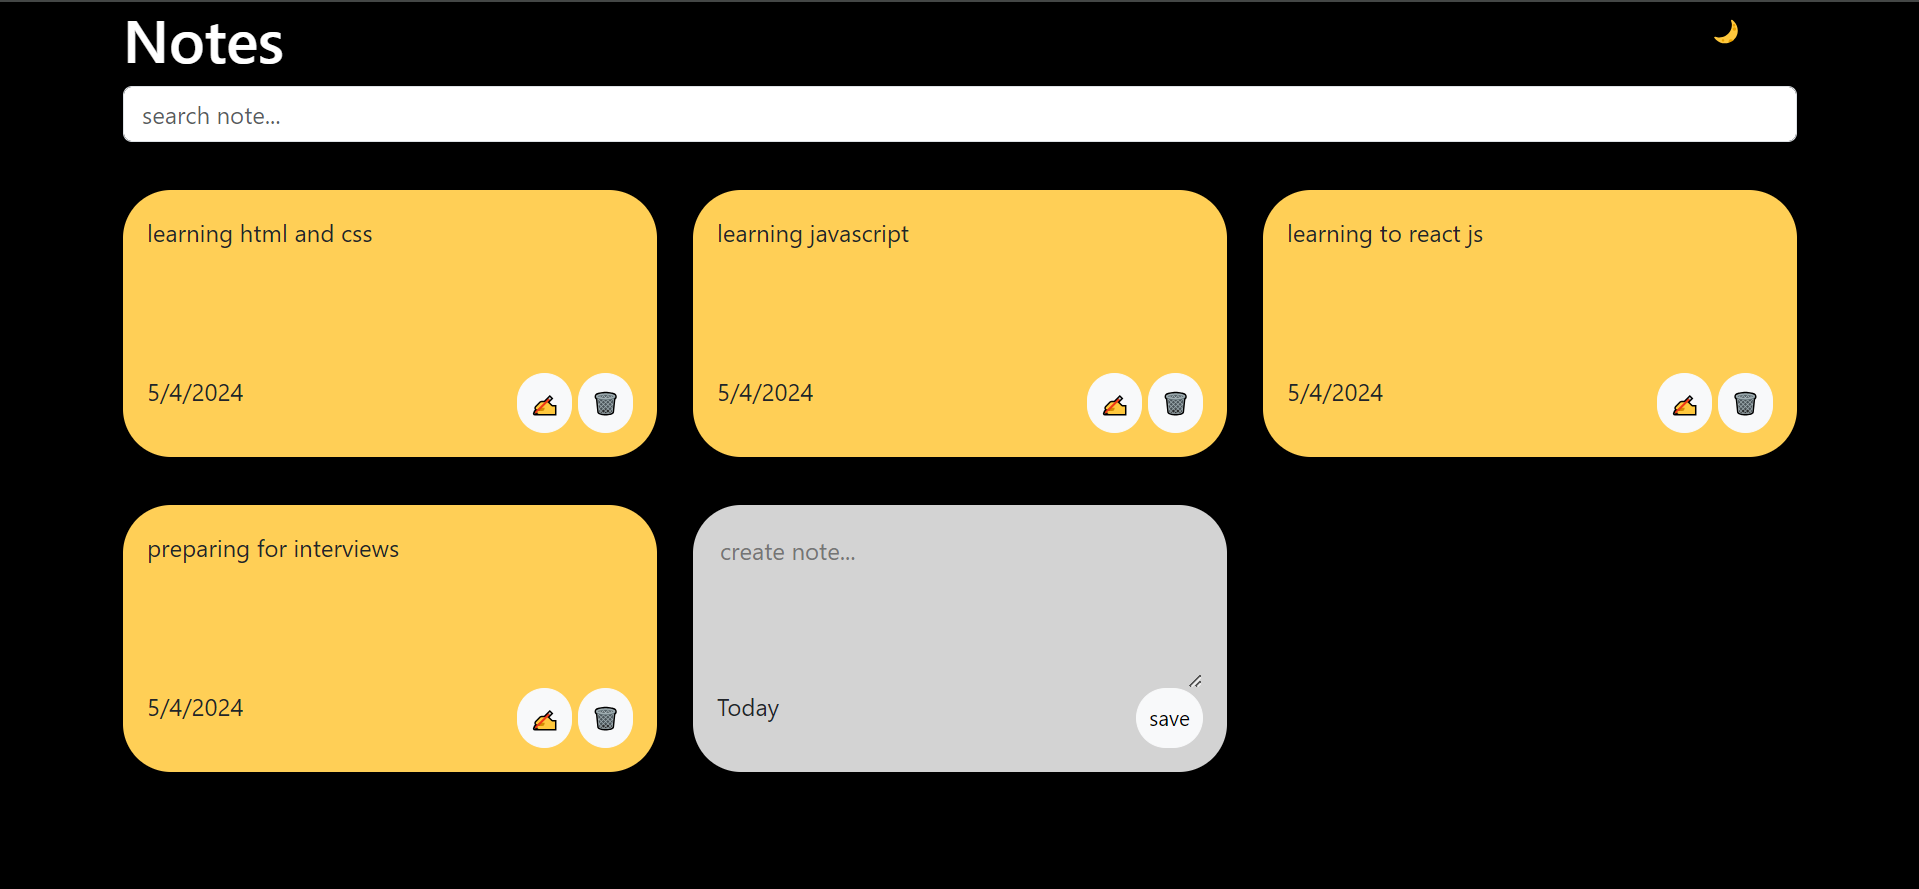 Notes
search note...
learning html and css
learning javascript
learning to react js
5/4/2024
5/4/2024
5/4/2024
preparing for interviews
create note...
5/4/2024
Today
save